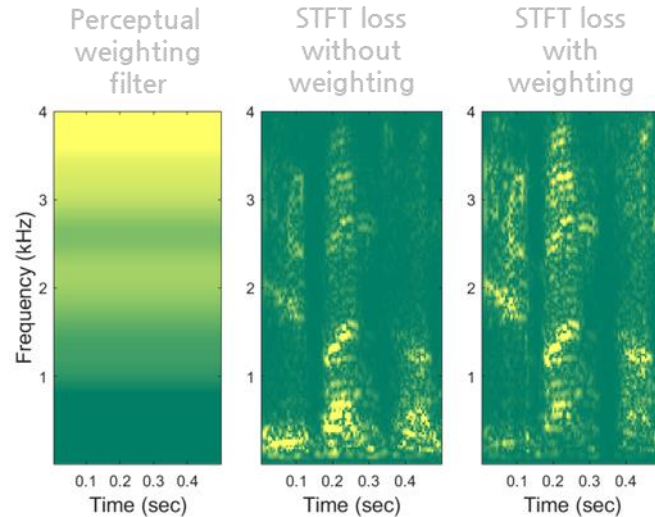 Perceptual
weighting
filter
STFT loss
without
weighting
STFT loss
with
weighting
Frequency (kHz)
4
3
2
1
0.1 0.2 0.3 0.4
Time (sec)
4
3
2
1
0.1 0.2 0.3 0.4
Time (sec)
4
3
2
1
0.1 0.2 0.3 0.4
Time (sec)